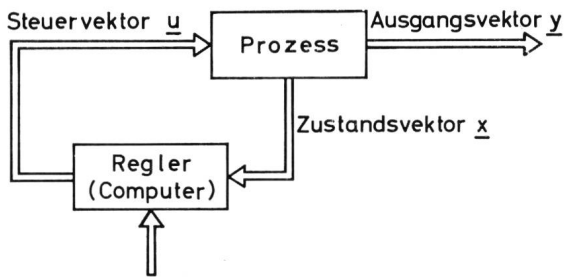 Steuervektor u
Ausgangsvektor y
Prozess
Zustandsvektor x
Regler
(Computer)